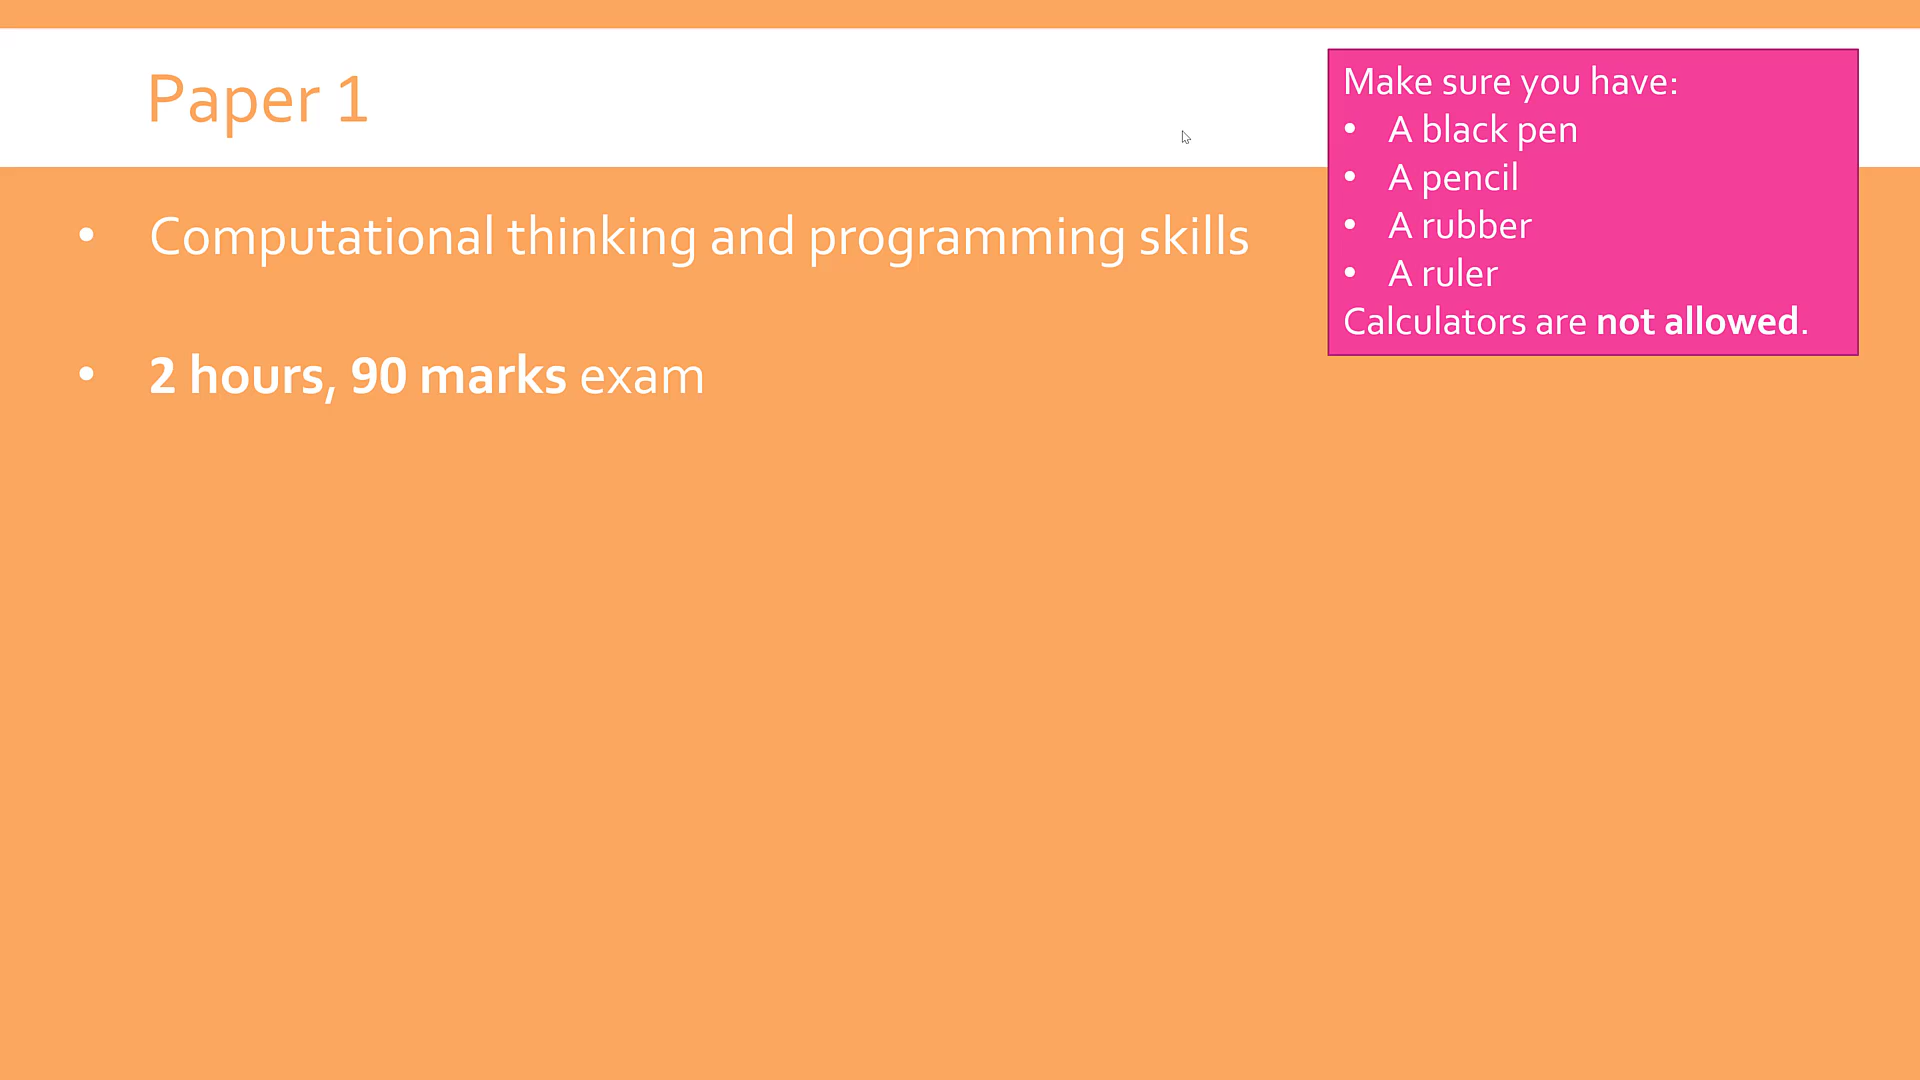 Paper 1
• Computational thinking and programming skills
• 2 hours, 90 marks exam
Make sure you have:
• A black pen
• A pencil
• A rubber
• A ruler
Calculators are not allowed.